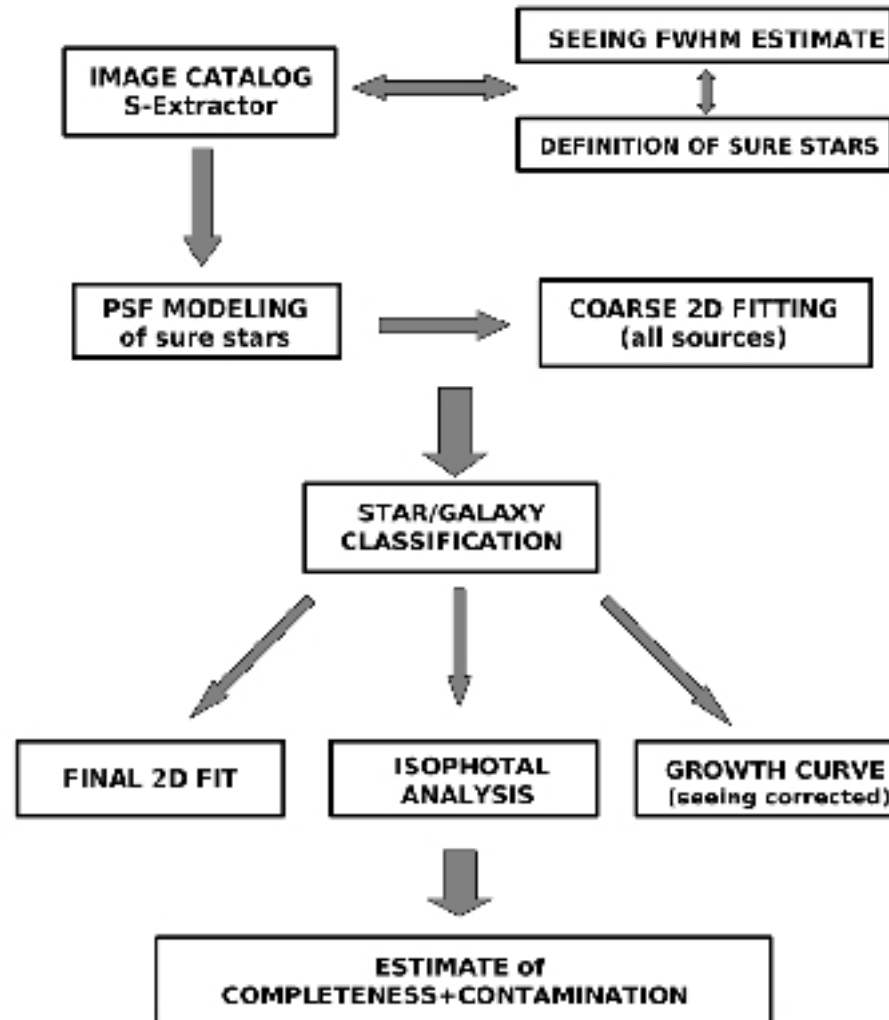 IMAGE CATALOG
S-Extractor
SEEING FWHM ESTIMATE
DEFINITION OF SURE STARS
PSF MODELING
of sure stars
COARSE 2D FITTING
(all sources)
STAR/GALAXY
CLASSIFICATION
FINAL 2D FIT
ISOPHOTAL
ANALYSIS
GROWTH CURVE
(seeing corrected)
ESTIMATE of
COMPLETENESS+CONTAMINATION